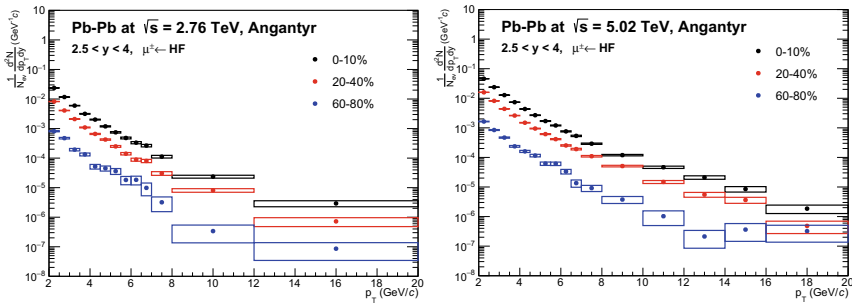 Pb-Pb at √s = 2.76 TeV, Angantyr
2.5 < y < 4, μ±← HF
0-10%
20-40%
60-80%
1/N_ev d²N/dp_T dy (GeV⁻¹c)
10
1
10⁻¹
10⁻²
10⁻³
10⁻⁴
10⁻⁵
10⁻⁶
10⁻⁷
10⁻⁸
2 4 6 8 10 12 14 16 18 20
p_T (GeV/c)
Pb-Pb at √s = 5.02 TeV, Angantyr
2.5 < y < 4, μ±← HF
0-10%
20-40%
60-80%
1/N_ev d²N/dp_T dy (GeV⁻¹c)
10
1
10⁻¹
10⁻²
10⁻³
10⁻⁴
10⁻⁵
10⁻⁶
10⁻⁷
10⁻⁸
2 4 6 8 10 12 14 16 18 20
p_T (GeV/c)